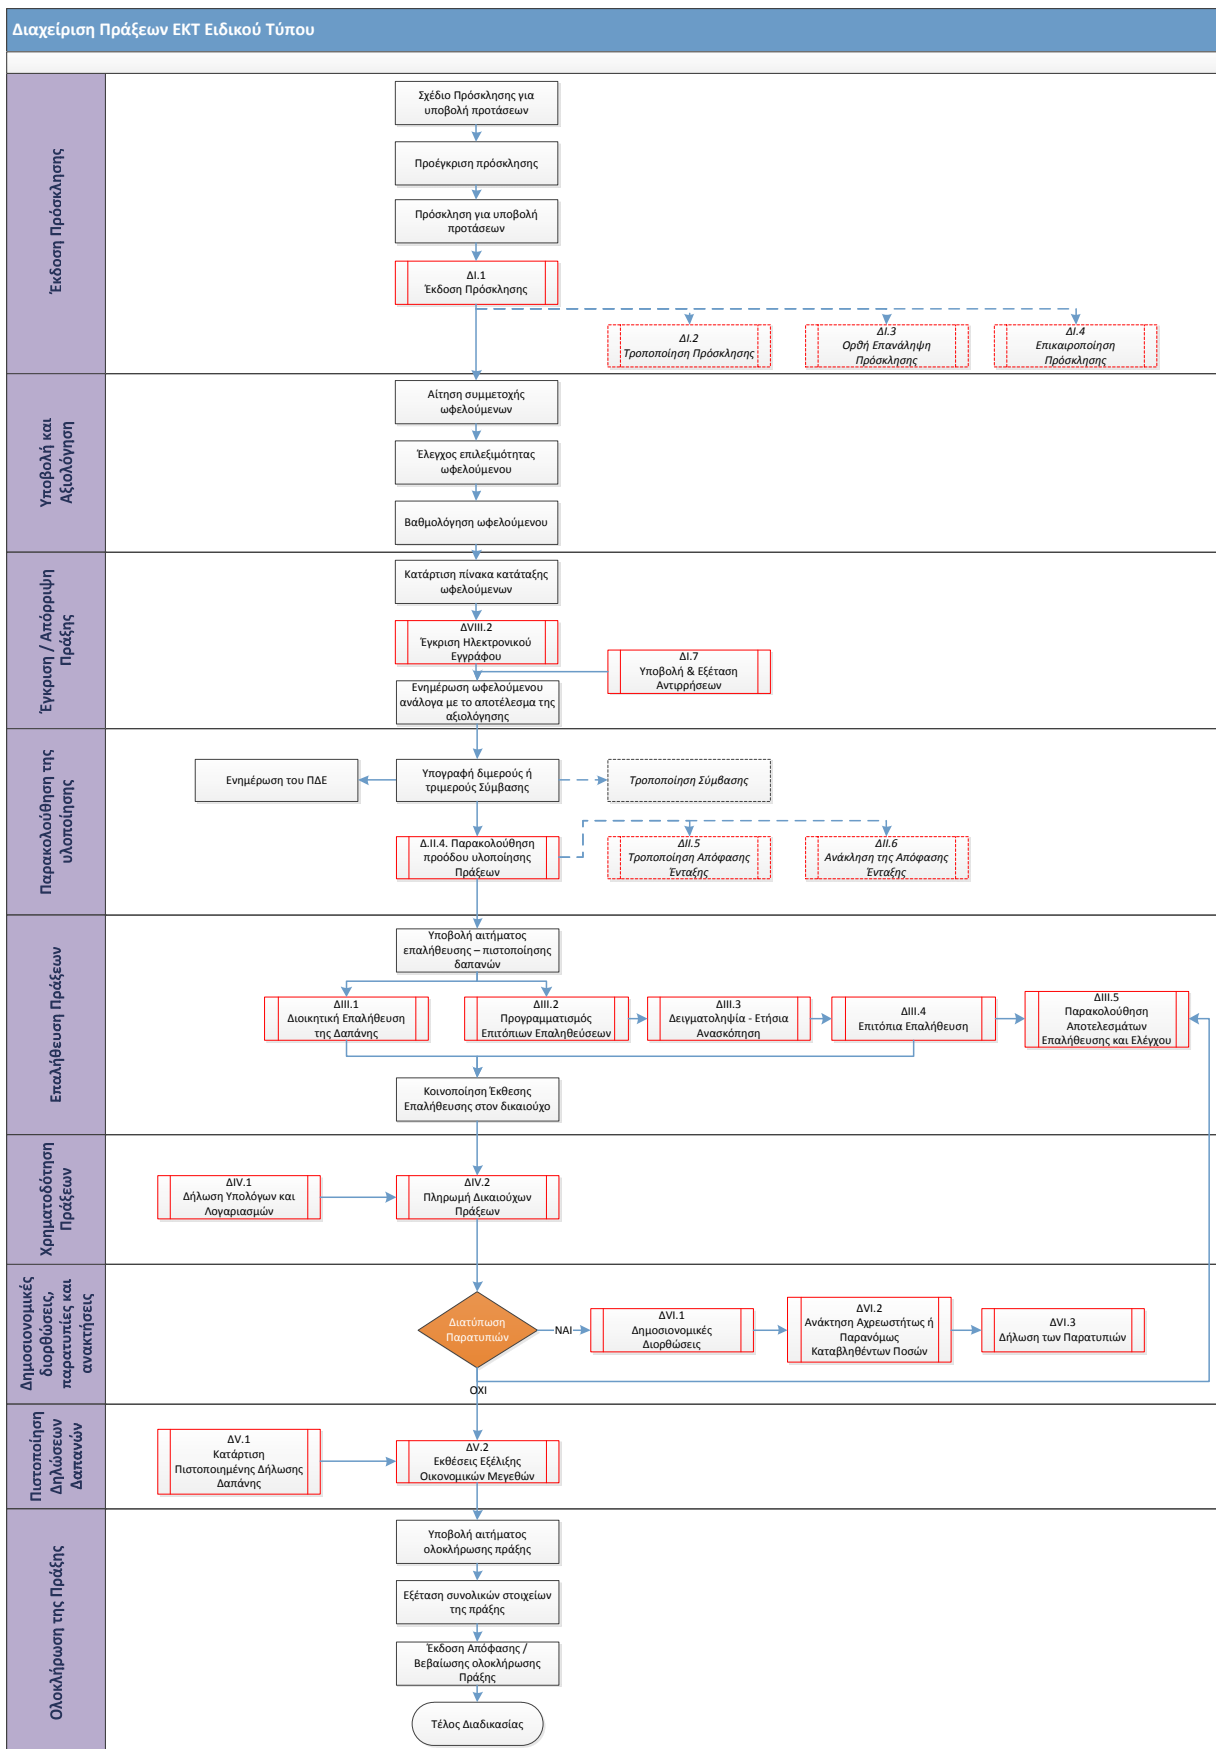 Διαχείριση Πράξεων ΕΚΤ Ειδικού Τύπου
Έκδοση Πρόσκλησης
Σχέδιο Πρόσκλησης για
υποβολή προτάσεων
Προέγκριση πρόσκλησης
Πρόσκληση για υποβολή
προτάσεων
ΔΙ.1
Έκδοση Πρόσκλησης
ΔΙ.2
Τροποποίηση Πρόσκλησης
ΔΙ.3
Ορθή Επανάληψη
Πρόσκλησης
ΔΙ.4
Επικαιροποίηση
Πρόσκλησης
Υποβολή και
Αξιολόγηση
Αίτηση συμμετοχής
ωφελούμενων
Έλεγχος επιλεξιμότητας
ωφελούμενου
Βαθμολόγηση ωφελούμενου
Έγκριση / Απόρριψη
Πράξης
Κατάρτιση πίνακα κατάταξης
ωφελούμενων
ΔVIII.2
Έγκριση Ηλεκτρονικού
Εγγράφου
ΔΙ.7
Υποβολή & Εξέταση
Αντιρρήσεων
Ενημέρωση ωφελούμενου
ανάλογα με το αποτέλεσμα της
αξιολόγησης
Παρακολούθηση της
υλοποίησης
Ενημέρωση του ΠΔΕ
Υπογραφή διμερούς ή
τριμερούς Σύμβασης
Τροποποίηση Σύμβασης
Δ.ΙΙ.4. Παρακολούθηση
προόδου υλοποίησης
Πράξεων
ΔΙΙ.5
Τροποποίηση Απόφασης
Ένταξης
ΔΙΙ.6
Ανάκληση της Απόφασης
Ένταξης
Επαλήθευση Πράξεων
Υποβολή αιτήματος
επαλήθευσης – πιστοποίησης
δαπανών
ΔΙΙΙ.1
Διοικητική Επαλήθευση
της Δαπάνης
ΔΙΙΙ.2
Προγραμματισμός
Επιτόπιων Επαληθεύσεων
ΔΙΙΙ.3
Δειγματοληψία - Ετήσια
Ανασκόπηση
ΔΙΙΙ.4
Επιτόπια Επαλήθευση
ΔΙΙΙ.5
Παρακολούθηση
Αποτελεσμάτων
Επαλήθευσης και Ελέγχου
Κοινοποίηση Έκθεσης
Επαλήθευσης στον δικαιούχο
Χρηματοδότηση
Πράξεων
ΔIV.1
Δήλωση Υπολόγων και
Λογαριασμών
ΔIV.2
Πληρωμή Δικαιούχων
Πράξεων
Δημοσιονομικές
διορθώσεις,
παρατυπίες και
ανακτήσεις
Διατύπωση
Παρατυπιών
ΝΑΙ
ΔVI.1
Δημοσιονομικές
Διορθώσεις
ΔVI.2
Ανάκτηση Αχρεωστήτως ή
Παρανόμως
Καταβληθέντων Ποσών
ΔVI.3
Δήλωση των Παρατυπιών
ΟΧΙ
Πιστοποίηση
Δηλώσεων
Δαπανών
ΔV.1
Κατάρτιση
Πιστοποιημένης Δήλωσης
Δαπάνης
ΔV.2
Εκθέσεις Εξέλιξης
Οικονομικών Μεγεθών
Ολοκλήρωση της Πράξης
Υποβολή αιτήματος
ολοκλήρωσης πράξης
Εξέταση συνολικών στοιχείων
της πράξης
Έκδοση Απόφασης /
Βεβαίωσης ολοκλήρωσης
Πράξης
Τέλος Διαδικασίας